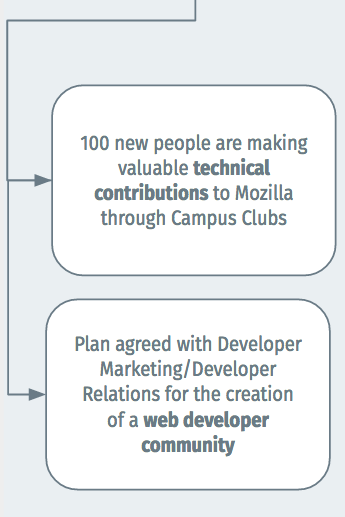 100 new people are making
valuable technical
contributions to Mozilla
through Campus Clubs
Plan agreed with Developer
Marketing/Developer
Relations for the creation
of a web developer
community